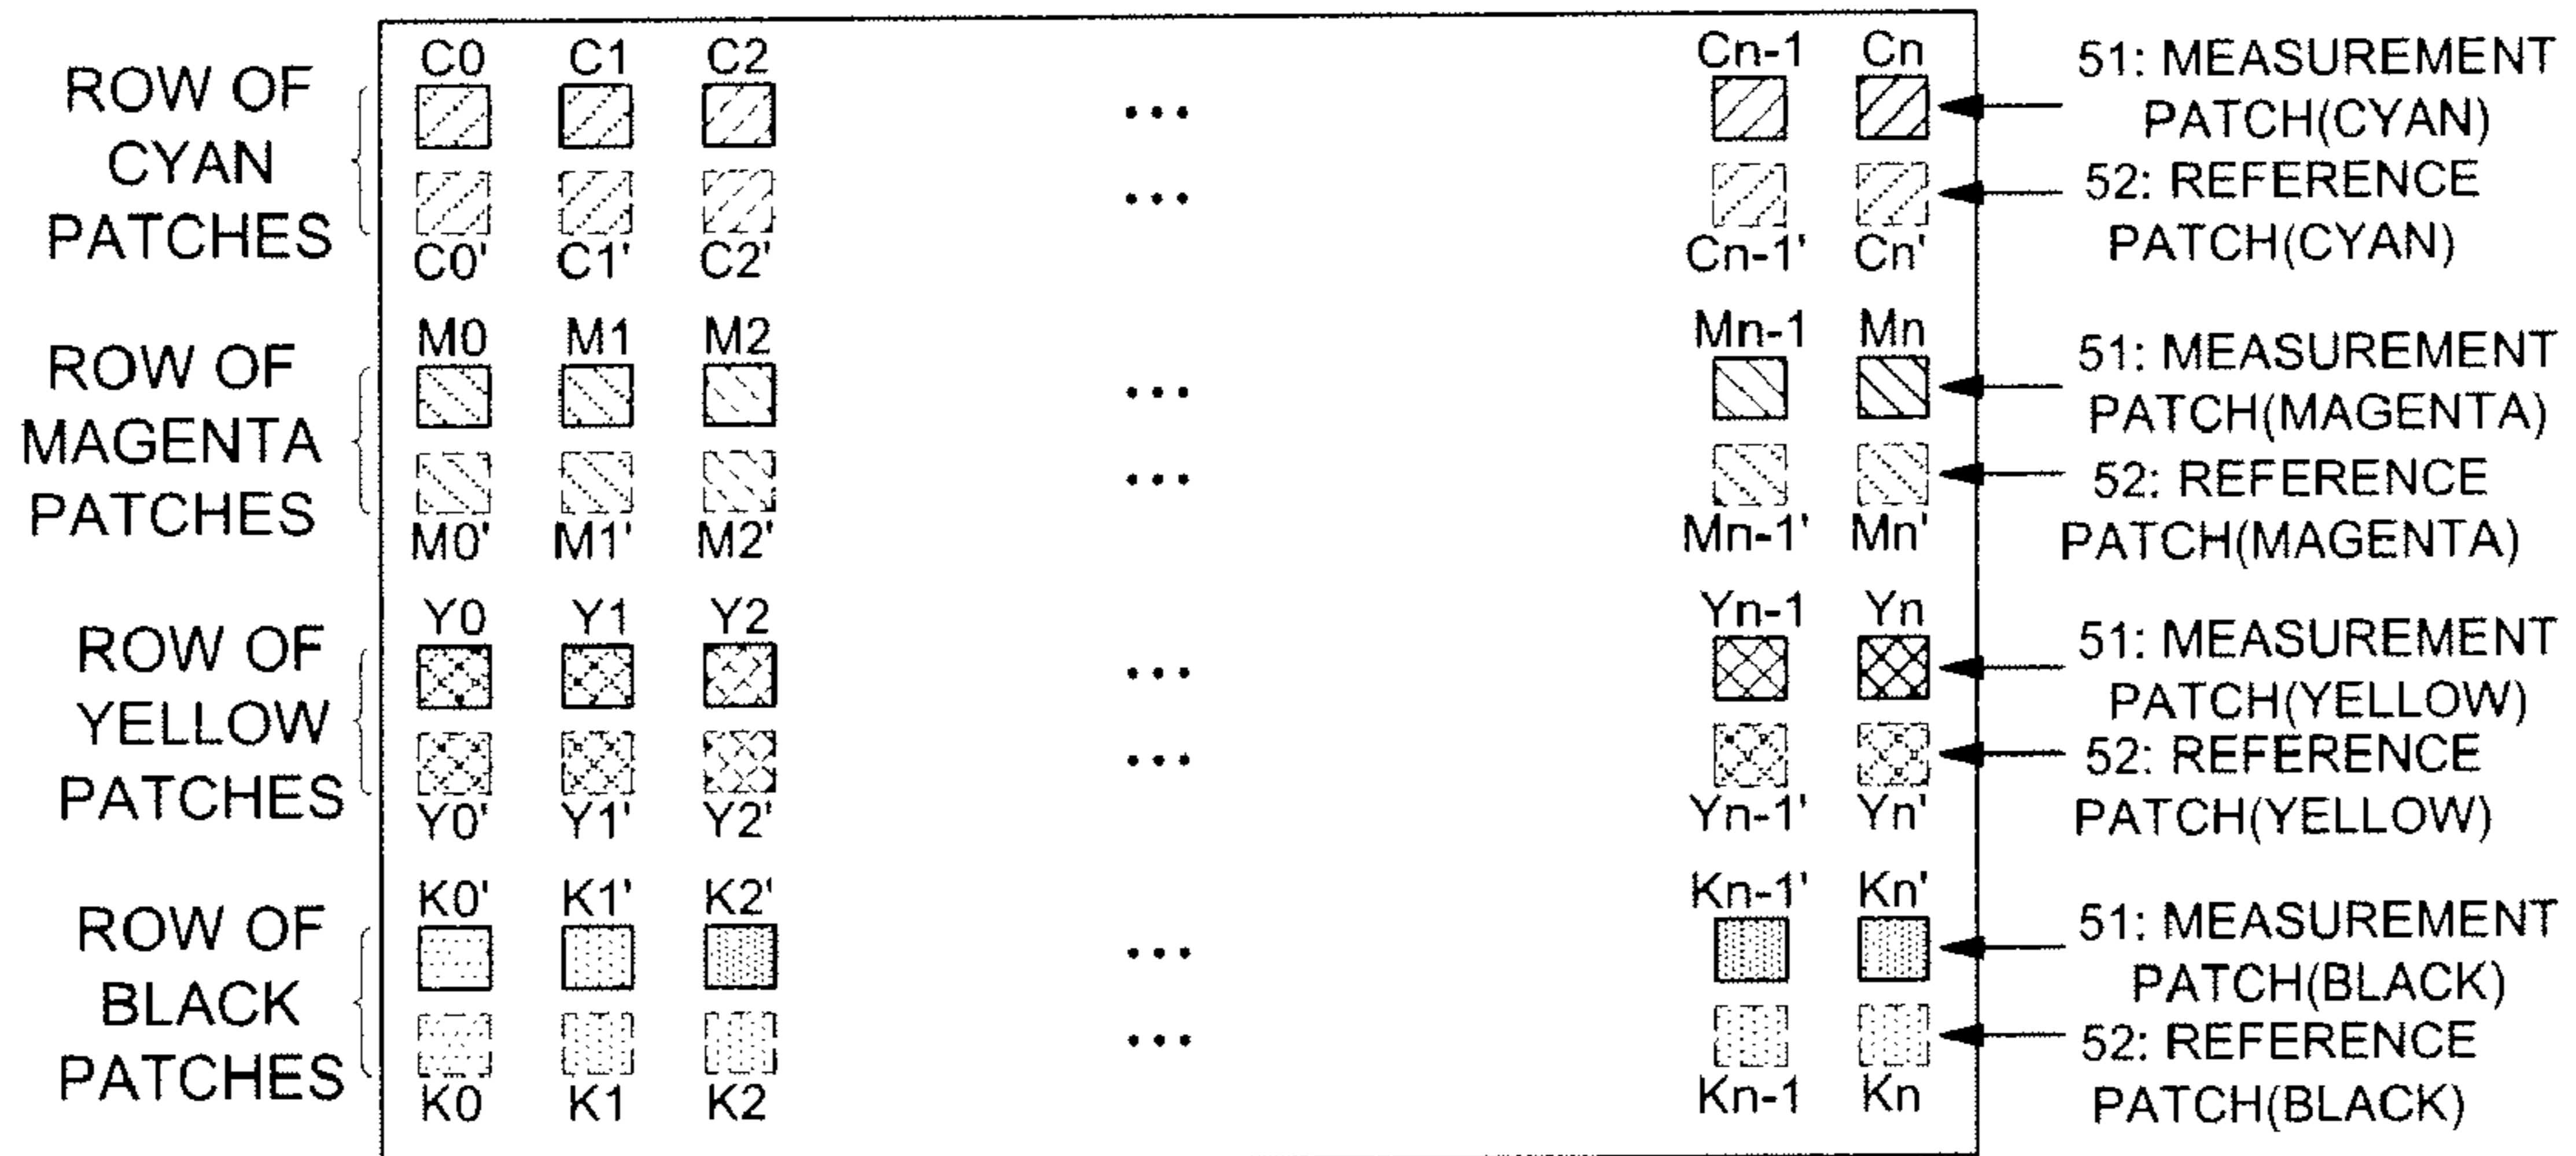 ROW OF
CYAN
PATCHES
C0 C1 C2 ... Cn-1 Cn
...
C0' C1' C2' Cn-1' Cn'
51: MEASUREMENT
PATCH(CYAN)
52: REFERENCE
PATCH(CYAN)
ROW OF
MAGENTA
PATCHES
M0 M1 M2 ... Mn-1 Mn
...
M0' M1' M2' Mn-1' Mn'
51: MEASUREMENT
PATCH(MAGENTA)
52: REFERENCE
PATCH(MAGENTA)
ROW OF
YELLOW
PATCHES
Y0 Y1 Y2 ... Yn-1 Yn
...
Y0' Y1' Y2' Yn-1' Yn'
51: MEASUREMENT
PATCH(YELLOW)
52: REFERENCE
PATCH(YELLOW)
ROW OF
BLACK
PATCHES
K0' K1' K2' ... Kn-1' Kn'
...
K0 K1 K2 Kn-1 Kn
51: MEASUREMENT
PATCH(BLACK)
52: REFERENCE
PATCH(BLACK)